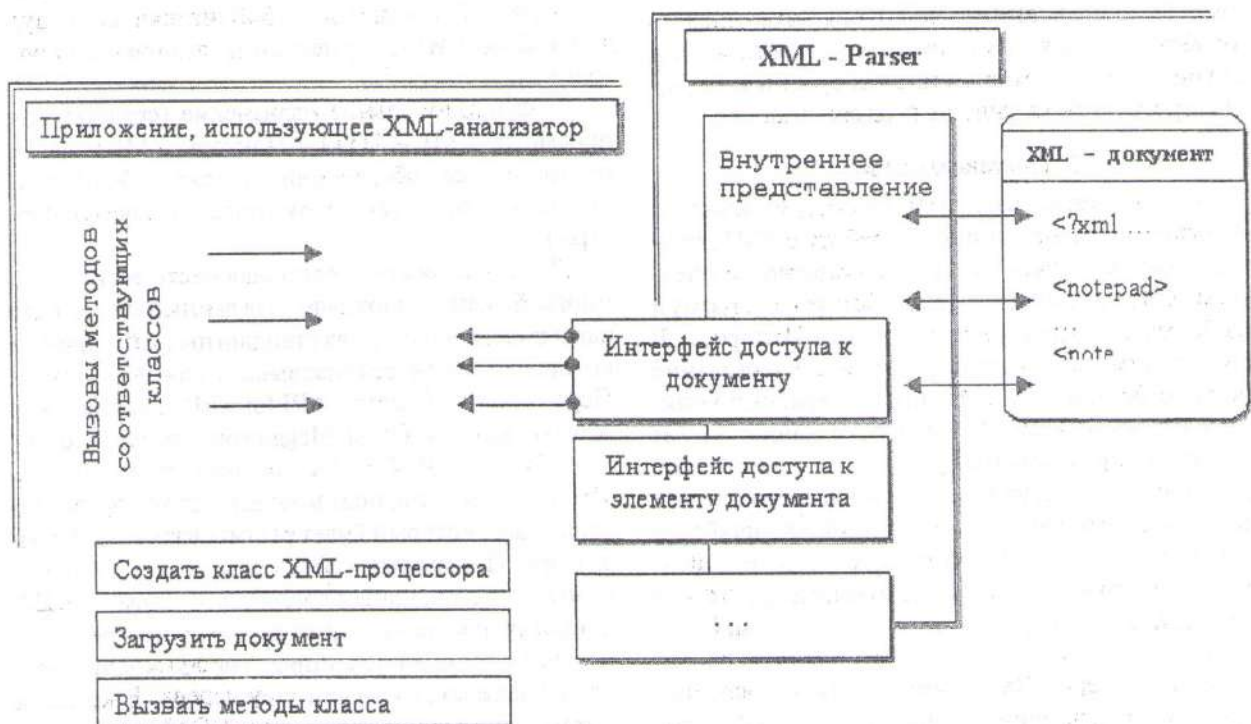 XML - Parser
Приложение, использующее XML-анализатор
Вызовы методов
соответствующих
классов
Внутреннее
представление
XML - документ
<?xml ...
<notepad>
<note
Интерфейс доступа к
документу
Интерфейс доступа к
элементу документа
. . .
Создать класс XML-процессора
Загрузить документ
Вызвать методы класса